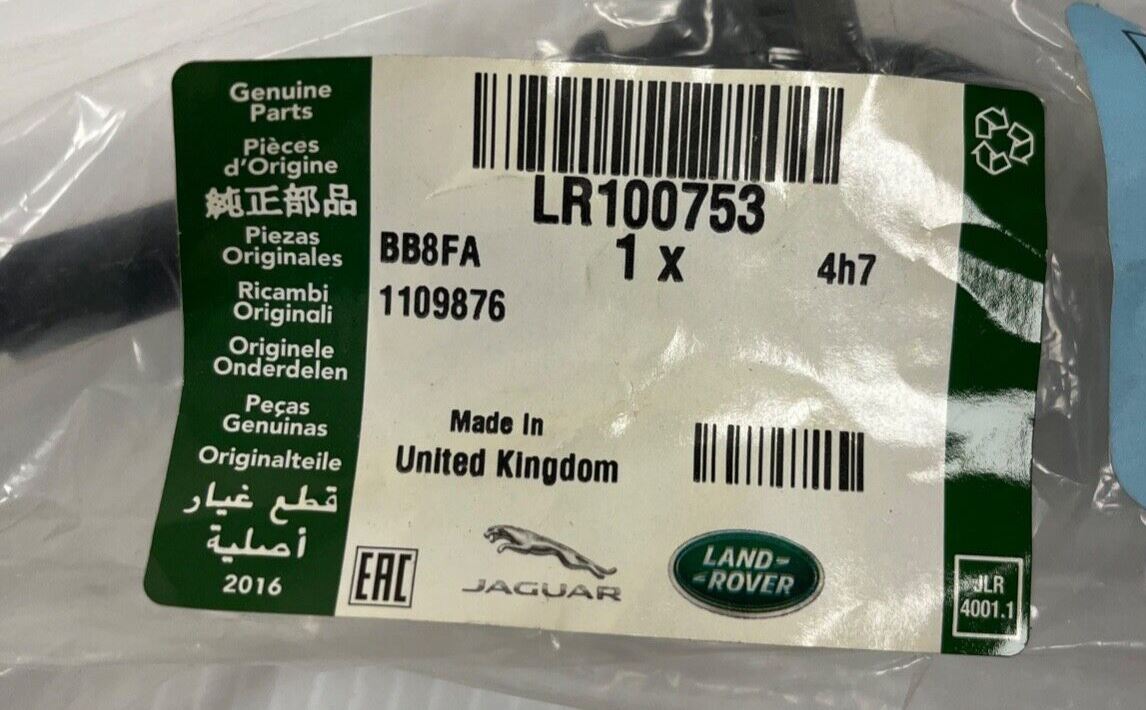 Genuine
Parts
Pièces
d'Origine
純正部品
Piezas
Originales
Ricambi
Originali
Originele
Onderdelen
Peças
Genuinas
Originalteile
قطع غيار
أصلية
2016
LR100753
BB8FA
1 x
4h7
1109876
Made In
United Kingdom
EAC
JAGUAR
LAND-
-ROVER
JLR
4001.1